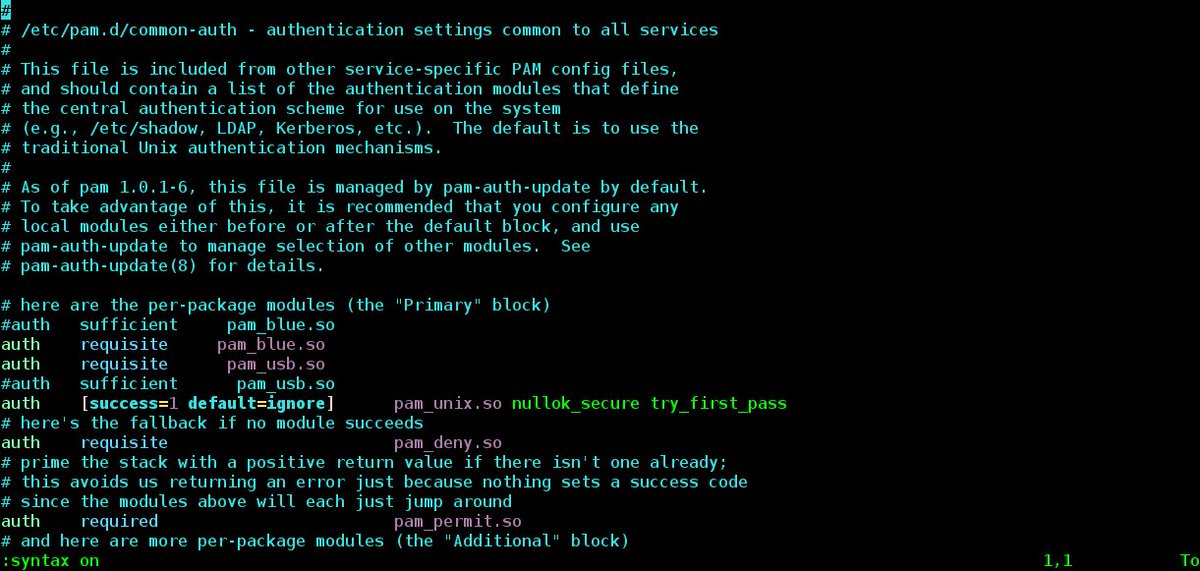 #
# /etc/pam.d/common-auth - authentication settings common to all services
#
# This file is included from other service-specific PAM config files,
# and should contain a list of the authentication modules that define
# the central authentication scheme for use on the system
# (e.g., /etc/shadow, LDAP, Kerberos, etc.).  The default is to use the
# traditional Unix authentication mechanisms.
#
# As of pam 1.0.1-6, this file is managed by pam-auth-update by default.
# To take advantage of this, it is recommended that you configure any
# local modules either before or after the default block, and use
# pam-auth-update to manage selection of other modules.  See
# pam-auth-update(8) for details.

# here are the per-package modules (the "Primary" block)
#auth   sufficient     pam_blue.so
auth    requisite     pam_blue.so
auth    requisite      pam_usb.so
#auth   sufficient      pam_usb.so
auth    [success=1 default=ignore]      pam_unix.so nullok_secure try_first_pass
# here's the fallback if no module succeeds
auth    requisite                       pam_deny.so
# prime the stack with a positive return value if there isn't one already;
# this avoids us returning an error just because nothing sets a success code
# since the modules above will each just jump around
auth    required                        pam_permit.so
# and here are more per-package modules (the "Additional" block)
:syntax on                                                                                                1,1           To